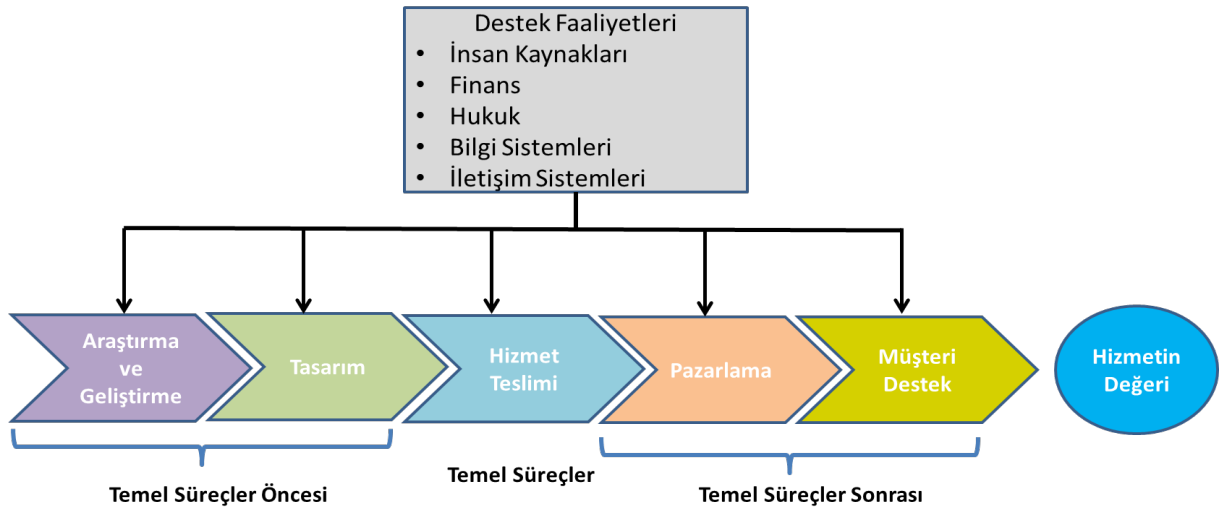 Destek Faaliyetleri
• İnsan Kaynakları
• Finans
• Hukuk
• Bilgi Sistemleri
• İletişim Sistemleri
Araştırma
ve
Geliştirme
Tasarım
Hizmet
Teslimi
Pazarlama
Müşteri
Destek
Hizmetin
Değeri
Temel Süreçler Öncesi
Temel Süreçler
Temel Süreçler Sonrası